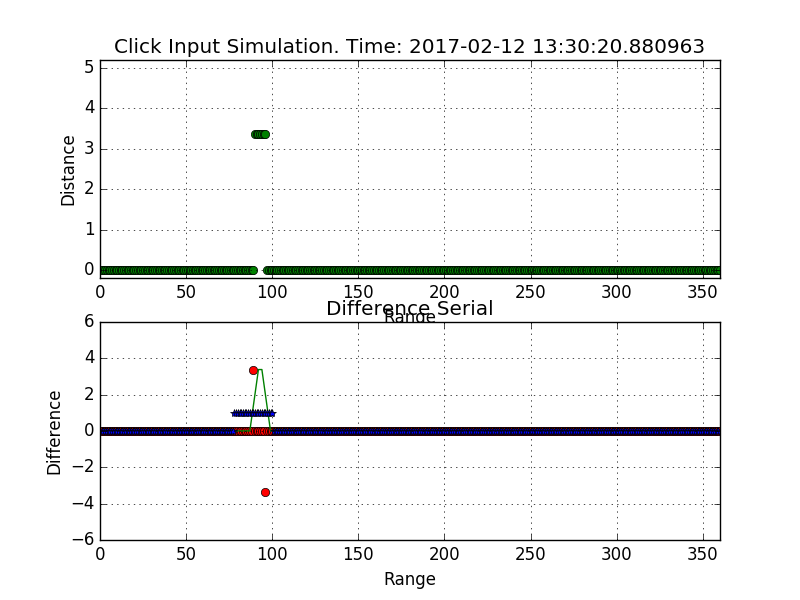 Click Input Simulation. Time: 2017-02-12 13:30:20.880963
5
4
3
2
1
0
Distance
0 50 100 150 200 250 300 350
Range
Difference Serial
6
4
2
0
−2
−4
−6
Difference
0 50 100 150 200 250 300 350
Range